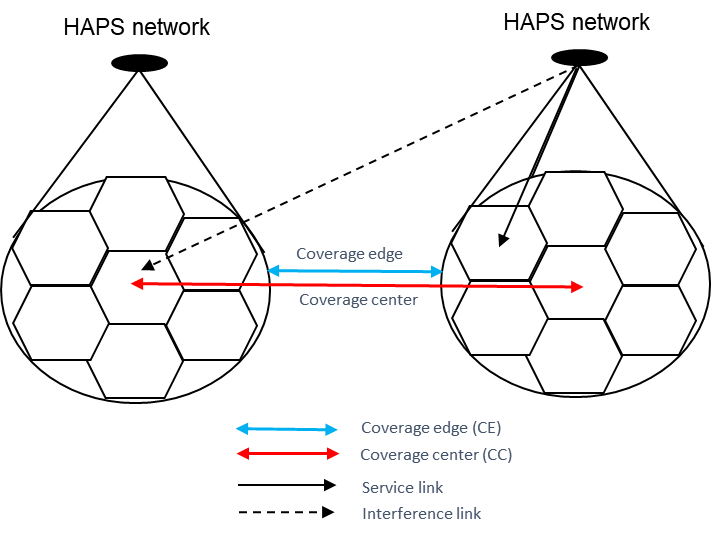 HAPS network
HAPS network
Coverage edge
Coverage center
Coverage edge (CE)
Coverage center (CC)
Service link
Interference link